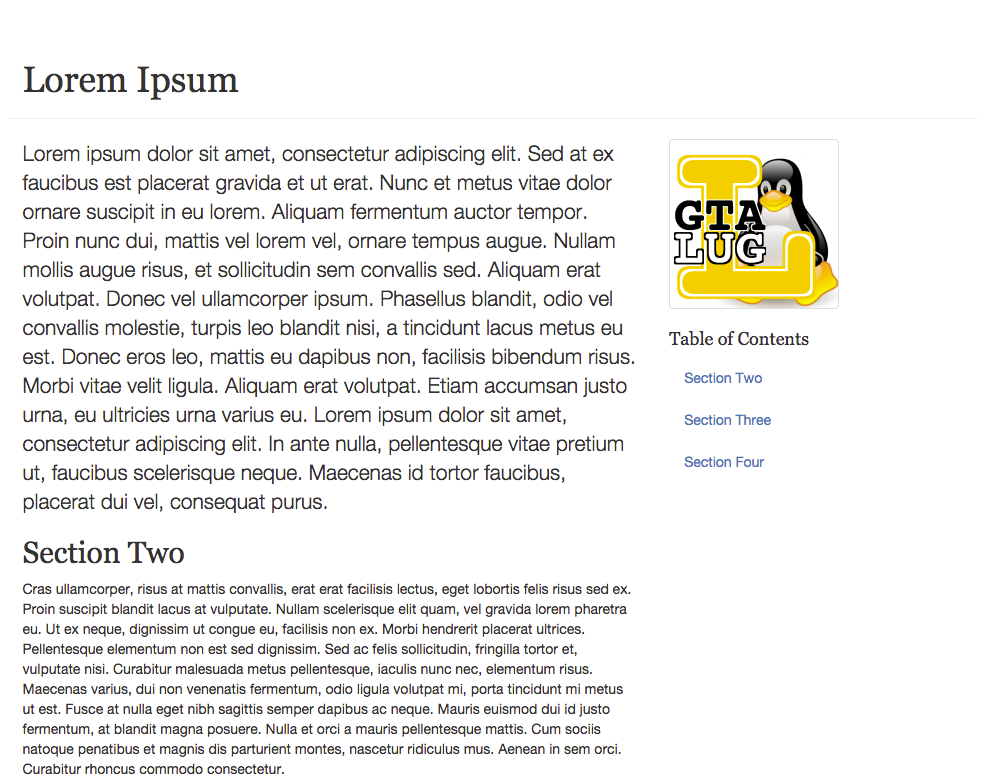 Lorem Ipsum
Lorem ipsum dolor sit amet, consectetur adipiscing elit. Sed at ex
faucibus est placerat gravida et ut erat. Nunc et metus vitae dolor
ornare suscipit in eu lorem. Aliquam fermentum auctor tempor.
Proin nunc dui, mattis vel lorem vel, ornare tempus augue. Nullam
mollis augue risus, et sollicitudin sem convallis sed. Aliquam erat
volutpat. Donec vel ullamcorper ipsum. Phasellus blandit, odio vel
convallis molestie, turpis leo blandit nisi, a tincidunt lacus metus eu
est. Donec eros leo, mattis eu dapibus non, facilisis bibendum risus.
Morbi vitae velit ligula. Aliquam erat volutpat. Etiam accumsan justo
urna, eu ultricies urna varius eu. Lorem ipsum dolor sit amet,
consectetur adipiscing elit. In ante nulla, pellentesque vitae pretium
ut, faucibus scelerisque neque. Maecenas id tortor faucibus,
placerat dui vel, consequat purus.
Section Two
Cras ullamcorper, risus at mattis convallis, erat erat facilisis lectus, eget lobortis felis risus sed ex.
Proin suscipit blandit lacus at vulputate. Nullam scelerisque elit quam, vel gravida lorem pharetra
eu. Ut ex neque, dignissim ut congue eu, facilisis non ex. Morbi hendrerit placerat ultrices.
Pellentesque elementum non est sed dignissim. Sed ac felis sollicitudin, fringilla tortor et,
vulputate nisi. Curabitur malesuada metus pellentesque, iaculis nunc nec, elementum risus.
Maecenas varius, dui non venenatis fermentum, odio ligula volutpat mi, porta tincidunt mi metus
ut est. Fusce at nulla eget nibh sagittis semper dapibus ac neque. Mauris euismod dui id justo
fermentum, at blandit magna posuere. Nulla et orci a mauris pellentesque mattis. Cum sociis
natoque penatibus et magnis dis parturient montes, nascetur ridiculus mus. Aenean in sem orci.
Curabitur rhoncus commodo consectetur.
L
GTA
LUG
Table of Contents
Section Two
Section Three
Section Four